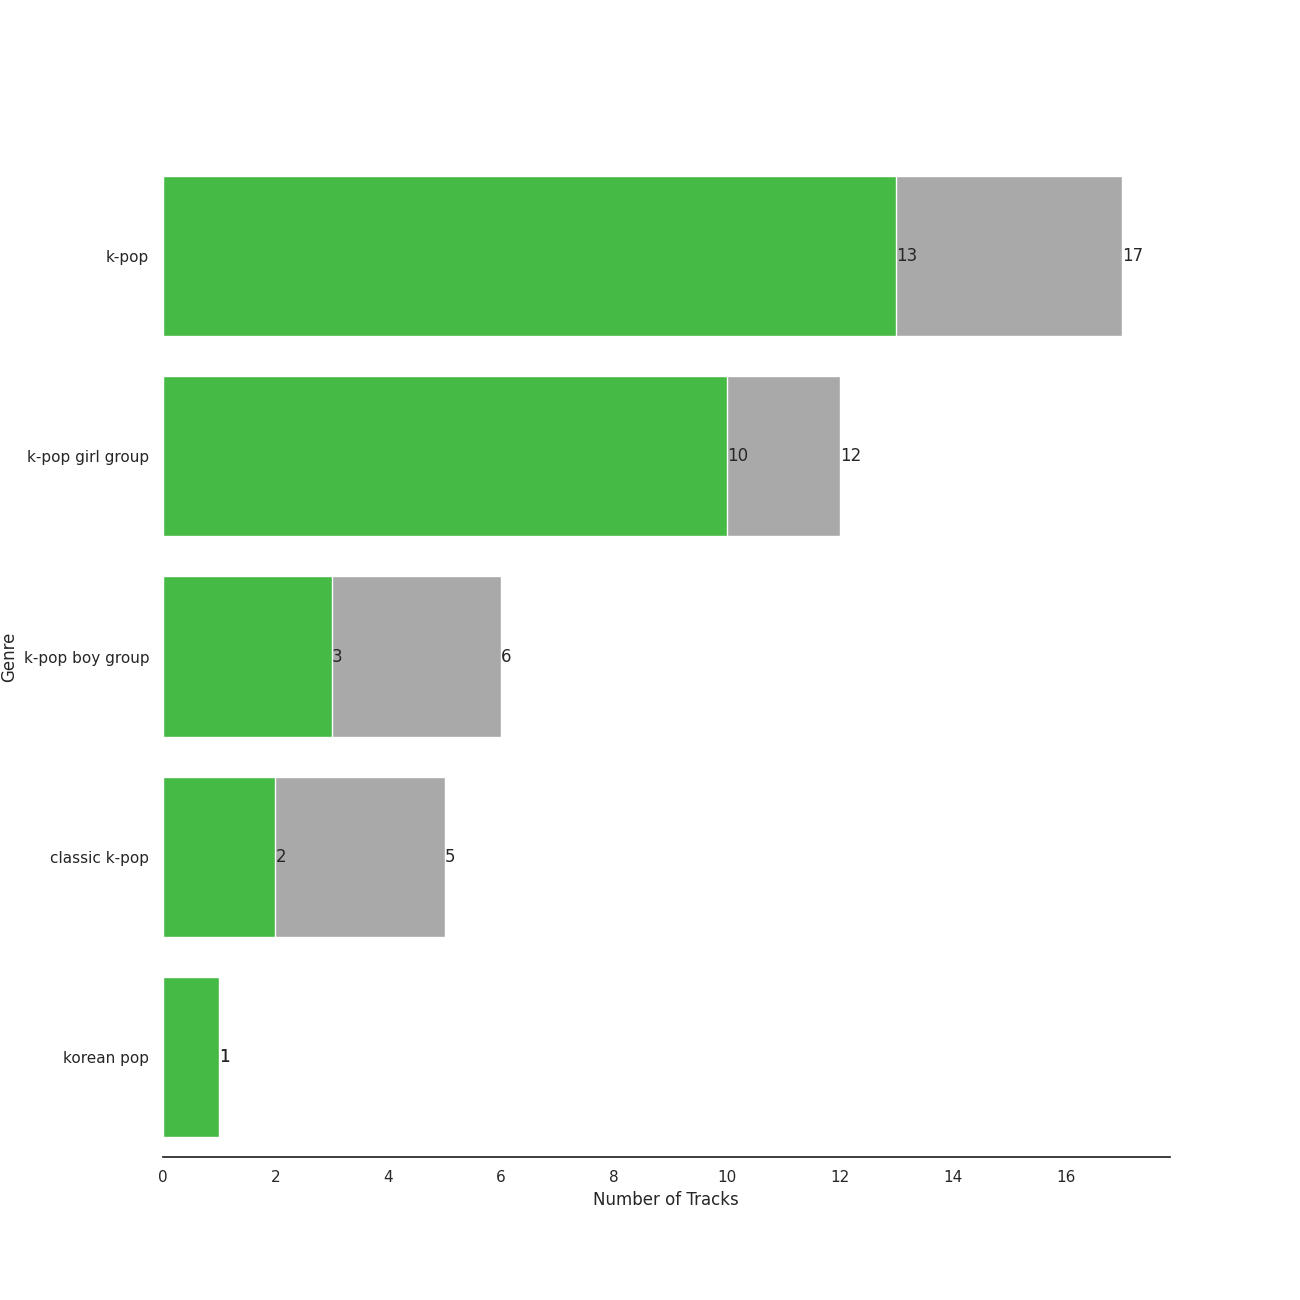 k-pop
13
17
k-pop girl group
10
12
Genre
k-pop boy group
3
6
classic k-pop
2
5
korean pop
1
0 2 4 6 8 10 12 14 16
Number of Tracks